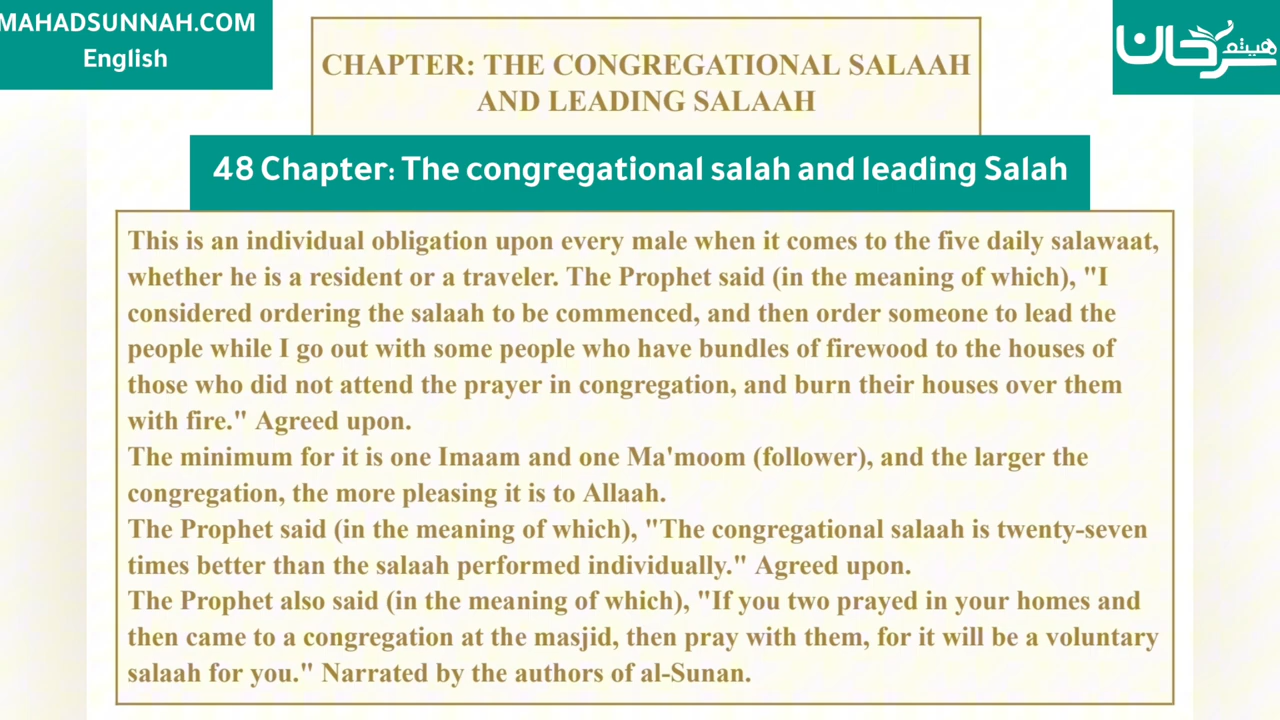 MAHADSUNNAH.COM
English
هيثم
سرحان
CHAPTER: THE CONGREGATIONAL SALAAH
AND LEADING SALAAH
48 Chapter: The congregational salah and leading Salah
This is an individual obligation upon every male when it comes to the five daily salawaat,
whether he is a resident or a traveler. The Prophet said (in the meaning of which), "I
considered ordering the salaah to be commenced, and then order someone to lead the
people while I go out with some people who have bundles of firewood to the houses of
those who did not attend the prayer in congregation, and burn their houses over them
with fire." Agreed upon.
The minimum for it is one Imaam and one Ma'moom (follower), and the larger the
congregation, the more pleasing it is to Allaah.
The Prophet said (in the meaning of which), "The congregational salaah is twenty-seven
times better than the salaah performed individually." Agreed upon.
The Prophet also said (in the meaning of which), "If you two prayed in your homes and
then came to a congregation at the masjid, then pray with them, for it will be a voluntary
salaah for you." Narrated by the authors of al-Sunan.